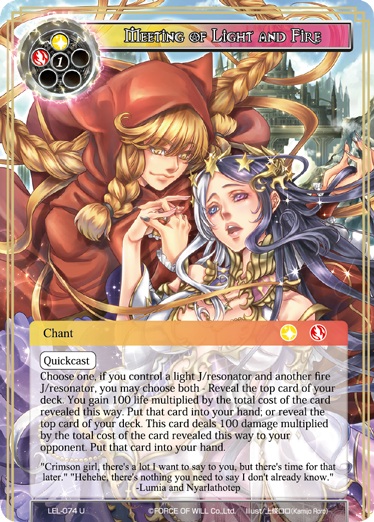 Meeting of Light and Fire
1
Chant
Quickcast
Choose one, if you control a light J/resonator and another fire
J/resonator, you may choose both - Reveal the top card of your
deck. You gain 100 life multiplied by the total cost of the card
revealed this way. Put that card into your hand; or reveal the
top card of your deck. This card deals 100 damage multiplied
by the total cost of the card revealed this way to your
opponent. Put that card into your hand.
"Crimson girl, there's a lot I want to say to you, but there's time for that
later." "Hehehe, there's nothing you need to say I don't already know."
-Lumia and Nyarlathotep
LEL-074 U ©FORCE OF WILL Co.,Ltd. Illust/